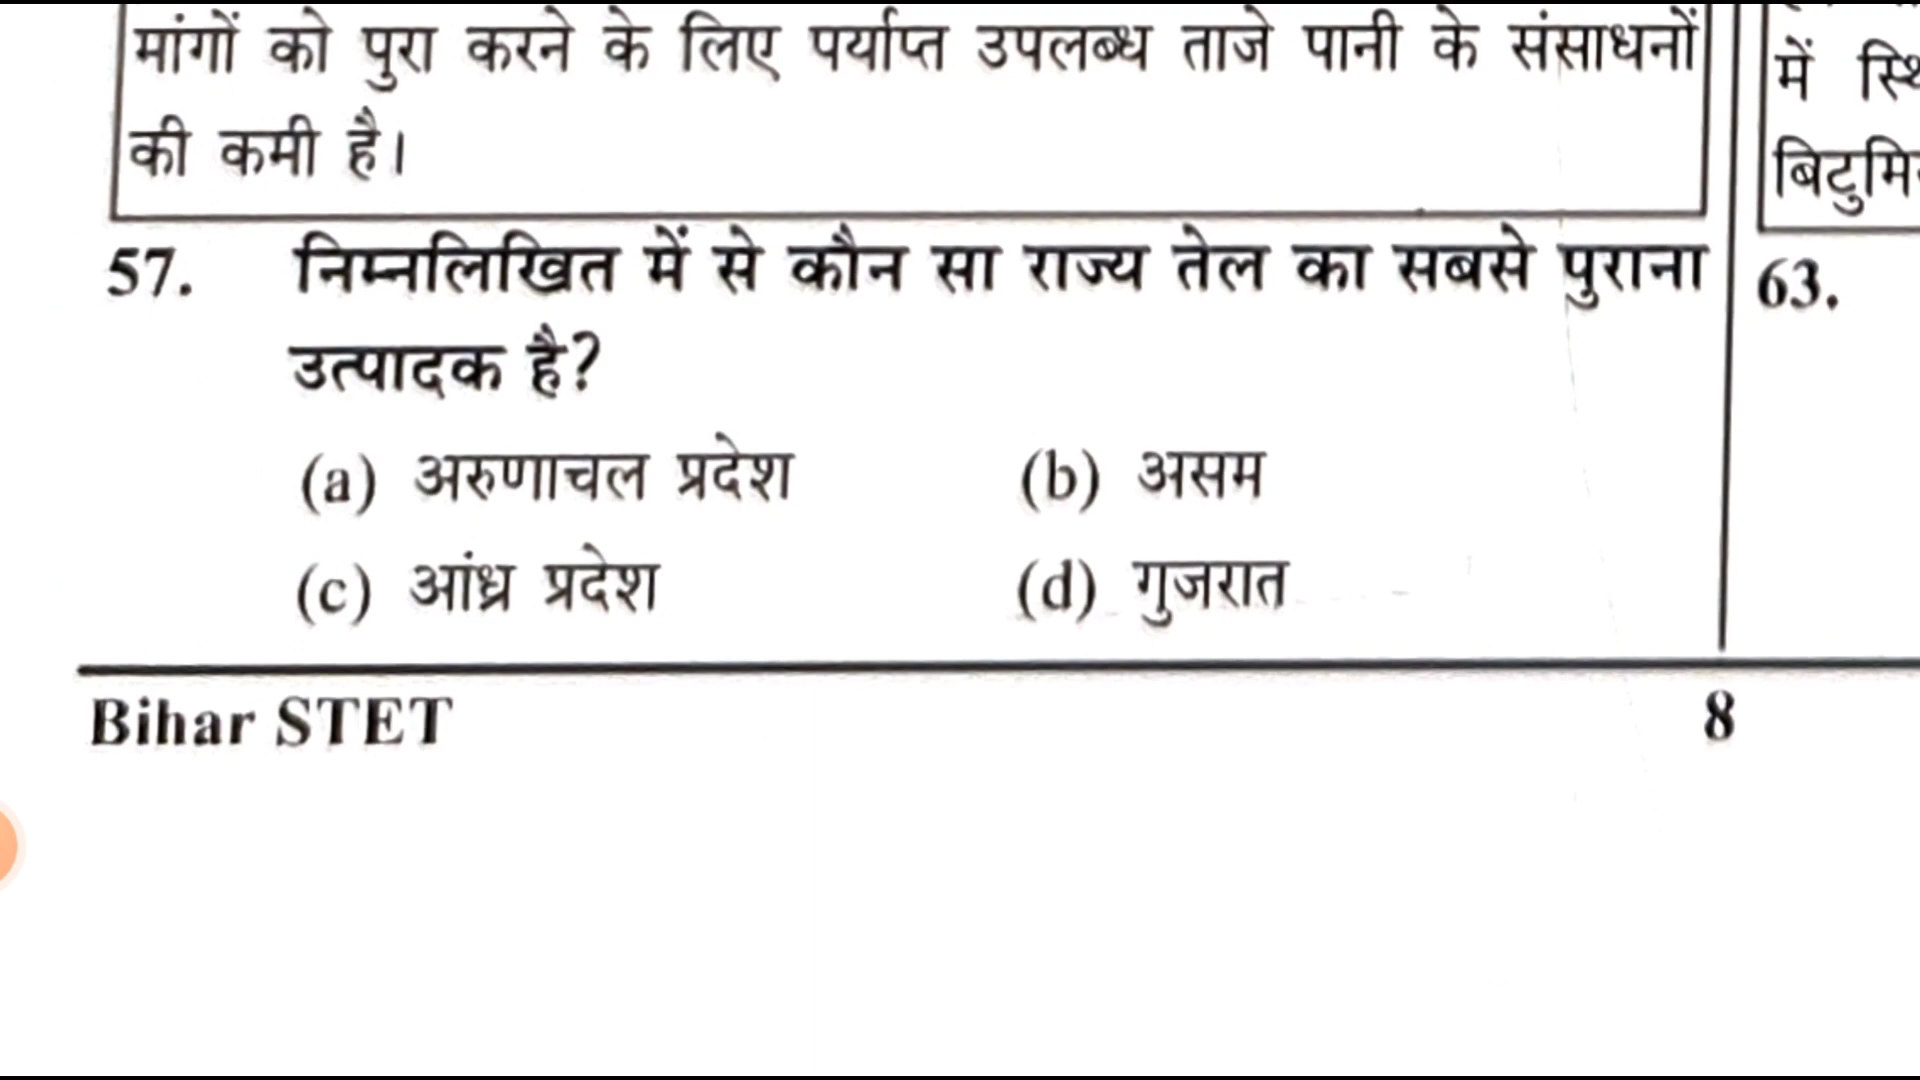 मांगों को पुरा करने के लिए पर्याप्त उपलब्ध ताजे पानी के संसाधनों
की कमी है।
57. निम्नलिखित में से कौन सा राज्य तेल का सबसे पुराना
उत्पादक है?
(a) अरुणाचल प्रदेश (b) असम
(c) आंध्र प्रदेश (d) गुजरात
Bihar STET 8
में
63.